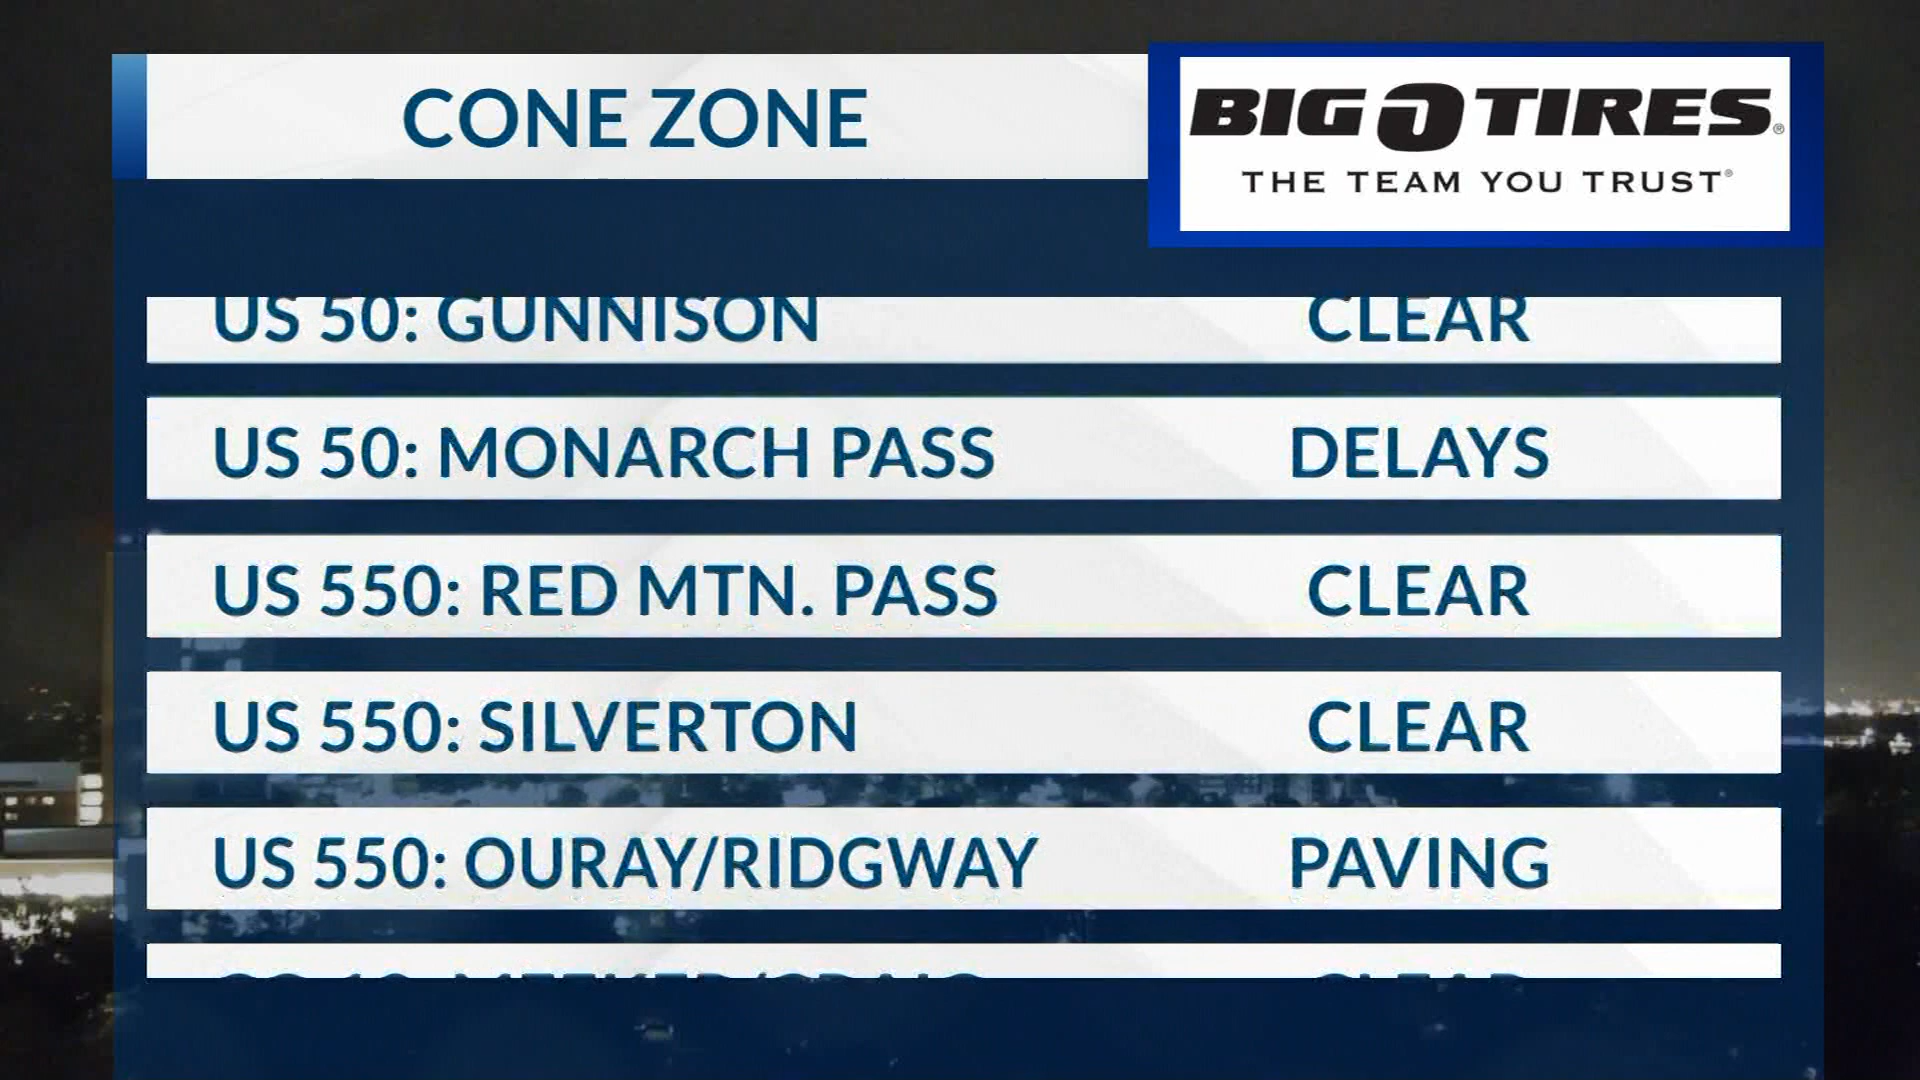 CONE ZONE
BIG O TIRES®
THE TEAM YOU TRUST®
US 50: GUNNISON CLEAR
US 50: MONARCH PASS DELAYS
US 550: RED MTN. PASS CLEAR
US 550: SILVERTON CLEAR
US 550: OURAY/RIDGWAY PAVING